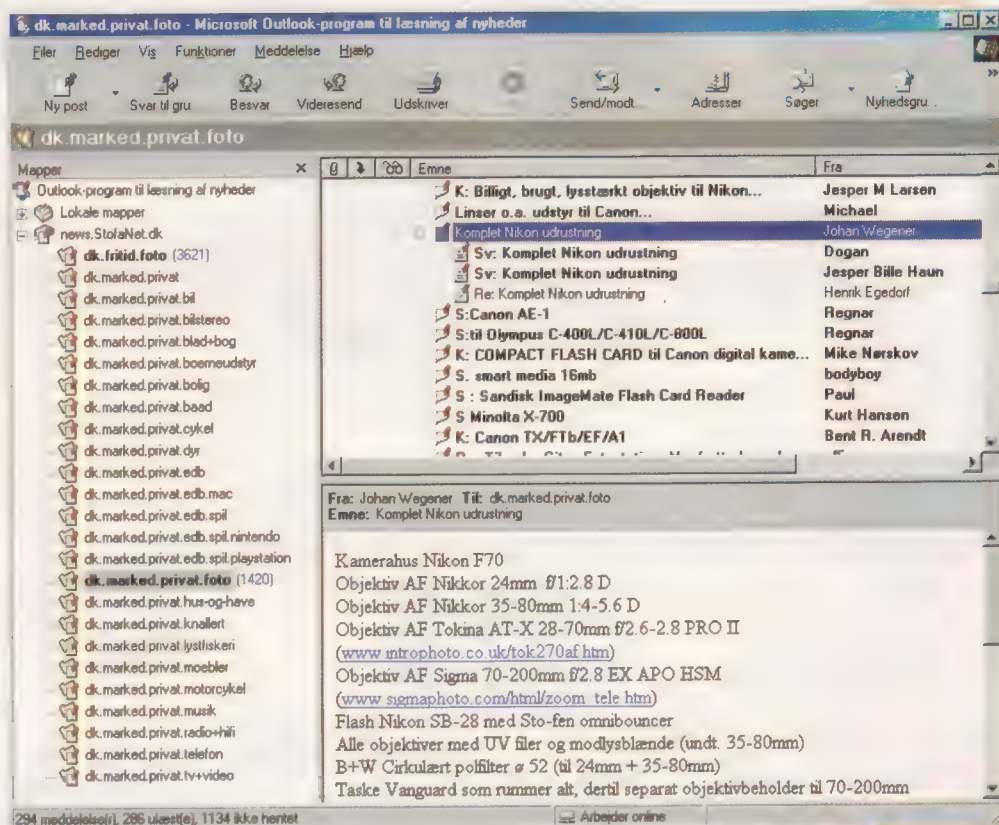 dk.marked.privat.foto - Microsoft Outlook-program til læsning af nyheder
Filer Rediger Vis Funktioner Meddelelse Hjælp
Ny post Svar til gru Besvar Videresend Udskriver Send/modt. Adresser Søger Nyhedsgru...
dk.marked.privat.foto
Mapper
Outlook-program til læsning af nyheder
Lokale mapper
news.StofaNet.dk
dk.fritid.foto (3621)
dk.marked.privat
dk.marked.privat.bil
dk.marked.privat.bilstereo
dk.marked.privat.blad+bog
dk.marked.privat.boerneudstyr
dk.marked.privat.bolig
dk.marked.privat.baad
dk.marked.privat.cykel
dk.marked.privat.dyr
dk.marked.privat.edb
dk.marked.privat.edb.mac
dk.marked.privat.edb.spil
dk.marked.privat.edb.spil.nintendo
dk.marked.privat.edb.spil.playstation
dk.marked.privat.foto (1420)
dk.marked.privat.hus-og-have
dk.marked.privat.knallert
dk.marked.privat.lystfiskeri
dk.marked.privat.moebler
dk.marked.privat.motorcykel
dk.marked.privat.musik
dk.marked.privat.radio+hifi
dk.marked.privat.telefon
dk.marked.privat.tv+video
Emne Fra
K: Billigt, brugt, lysstærkt objektiv til Nikon... Jesper M Larsen
Linser o.a. udstyr til Canon... Michael
Komplet Nikon udrustning Johan Wegener
Sv: Komplet Nikon udrustning Dogan
Sv: Komplet Nikon udrustning Jesper Bille Haun
Re: Komplet Nikon udrustning Henrik Egedorf
S:Canon AE-1 Regnar
S:til Olympus C-400L/C-410L/C-800L Regnar
K: COMPACT FLASH CARD til Canon digital kame... Mike Nørskov
S. smart media 16mb bodyboy
S : Sandisk ImageMate Flash Card Reader Paul
S Minolta X-700 Kurt Hansen
K: Canon TX/FTb/EF/A1 Bent R. Arendt
Fra: Johan Wegener Til: dk.marked.privat.foto
Emne: Komplet Nikon udrustning
Kamerahus Nikon F70
Objektiv AF Nikkor 24mm f/1:2.8 D
Objektiv AF Nikkor 35-80mm 1:4-5.6 D
Objektiv AF Tokina AT-X 28-70mm f/2.6-2.8 PRO II
(www.introphoto.co.uk/tok270af.htm)
Objektiv AF Sigma 70-200mm f/2.8 EX APO HSM
(www.sigmaphoto.com/html/zoom_tele.htm)
Flash Nikon SB-28 med Sto-fen omnibouncer
Alle objektiver med UV filer og modlysblænde (undt. 35-80mm)
B+W Cirkulært polfilter ø 52 (til 24mm + 35-80mm)
Taske Vanguard som rummer alt, dertil separat objektivbeholder til 70-200mm
294 meddelelse(r), 286 ulæst(e), 1134 ikke hentet Arbejder online